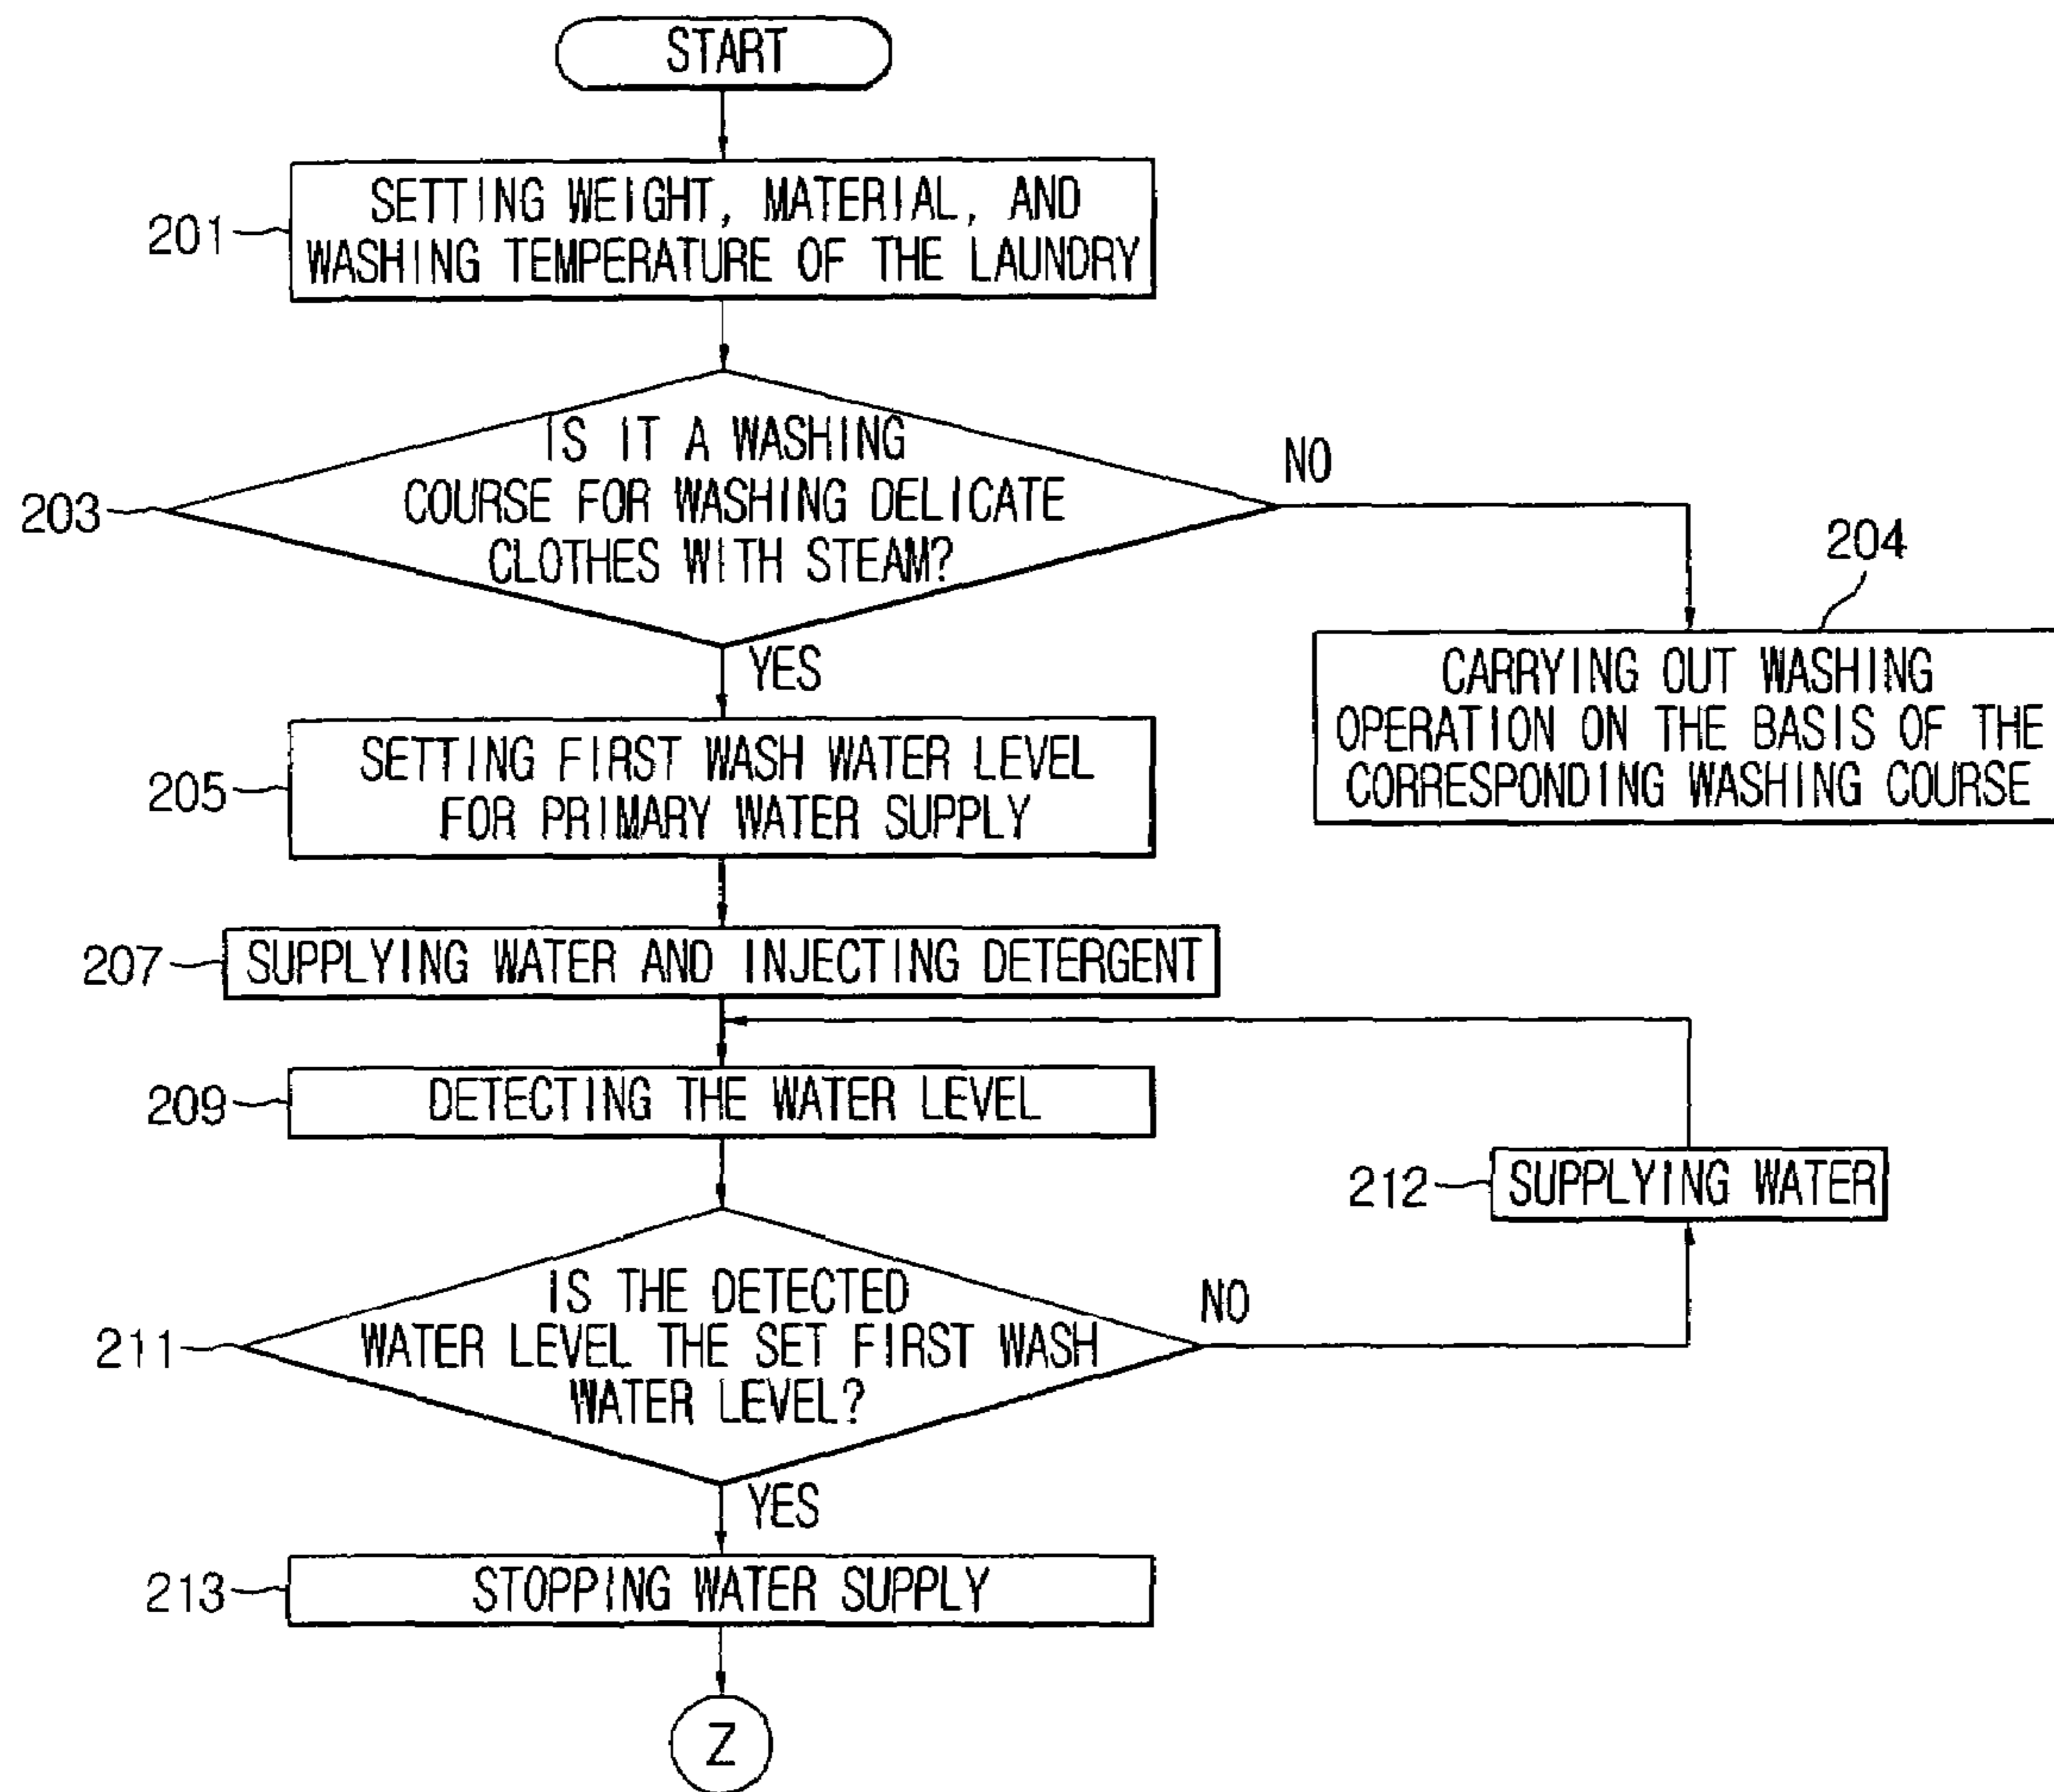 START
201
SETTING WEIGHT, MATERIAL, AND
WASHING TEMPERATURE OF THE LAUNDRY
203
IS IT A WASHING
COURSE FOR WASHING DELICATE
CLOTHES WITH STEAM?
NO
204
CARRYING OUT WASHING
OPERATION ON THE BASIS OF THE
CORRESPONDING WASHING COURSE
YES
205
SETTING FIRST WASH WATER LEVEL
FOR PRIMARY WATER SUPPLY
207
SUPPLYING WATER AND INJECTING DETERGENT
209
DETECTING THE WATER LEVEL
212
SUPPLYING WATER
211
IS THE DETECTED
WATER LEVEL THE SET FIRST WASH
WATER LEVEL?
NO
YES
213
STOPPING WATER SUPPLY
Z